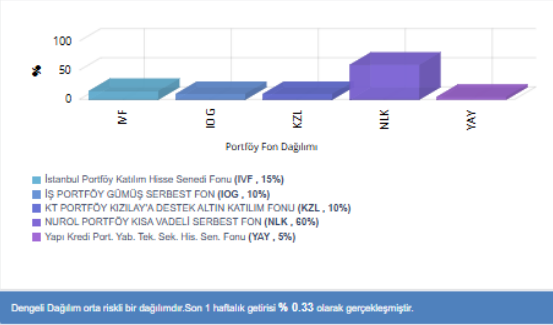 100
50
0
%
IVF
IOG
KZL
NLK
YAY
Portföy Fon Dağılımı
İstanbul Portföy Katılım Hisse Senedi Fonu (IVF , 15%)
İŞ PORTFÖY GÜMÜŞ SERBEST FON (IOG , 10%)
KT PORTFÖY KIZILAY'A DESTEK ALTIN KATILIM FONU (KZL , 10%)
NUROL PORTFÖY KISA VADELİ SERBEST FON (NLK , 60%)
Yapı Kredi Port. Yab. Tek. Sek. His. Sen. Fonu (YAY , 5%)
Dengeli Dağılım orta riskli bir dağılımdır.Son 1 haftalık getirisi % 0.33 olarak gerçekleşmiştir.